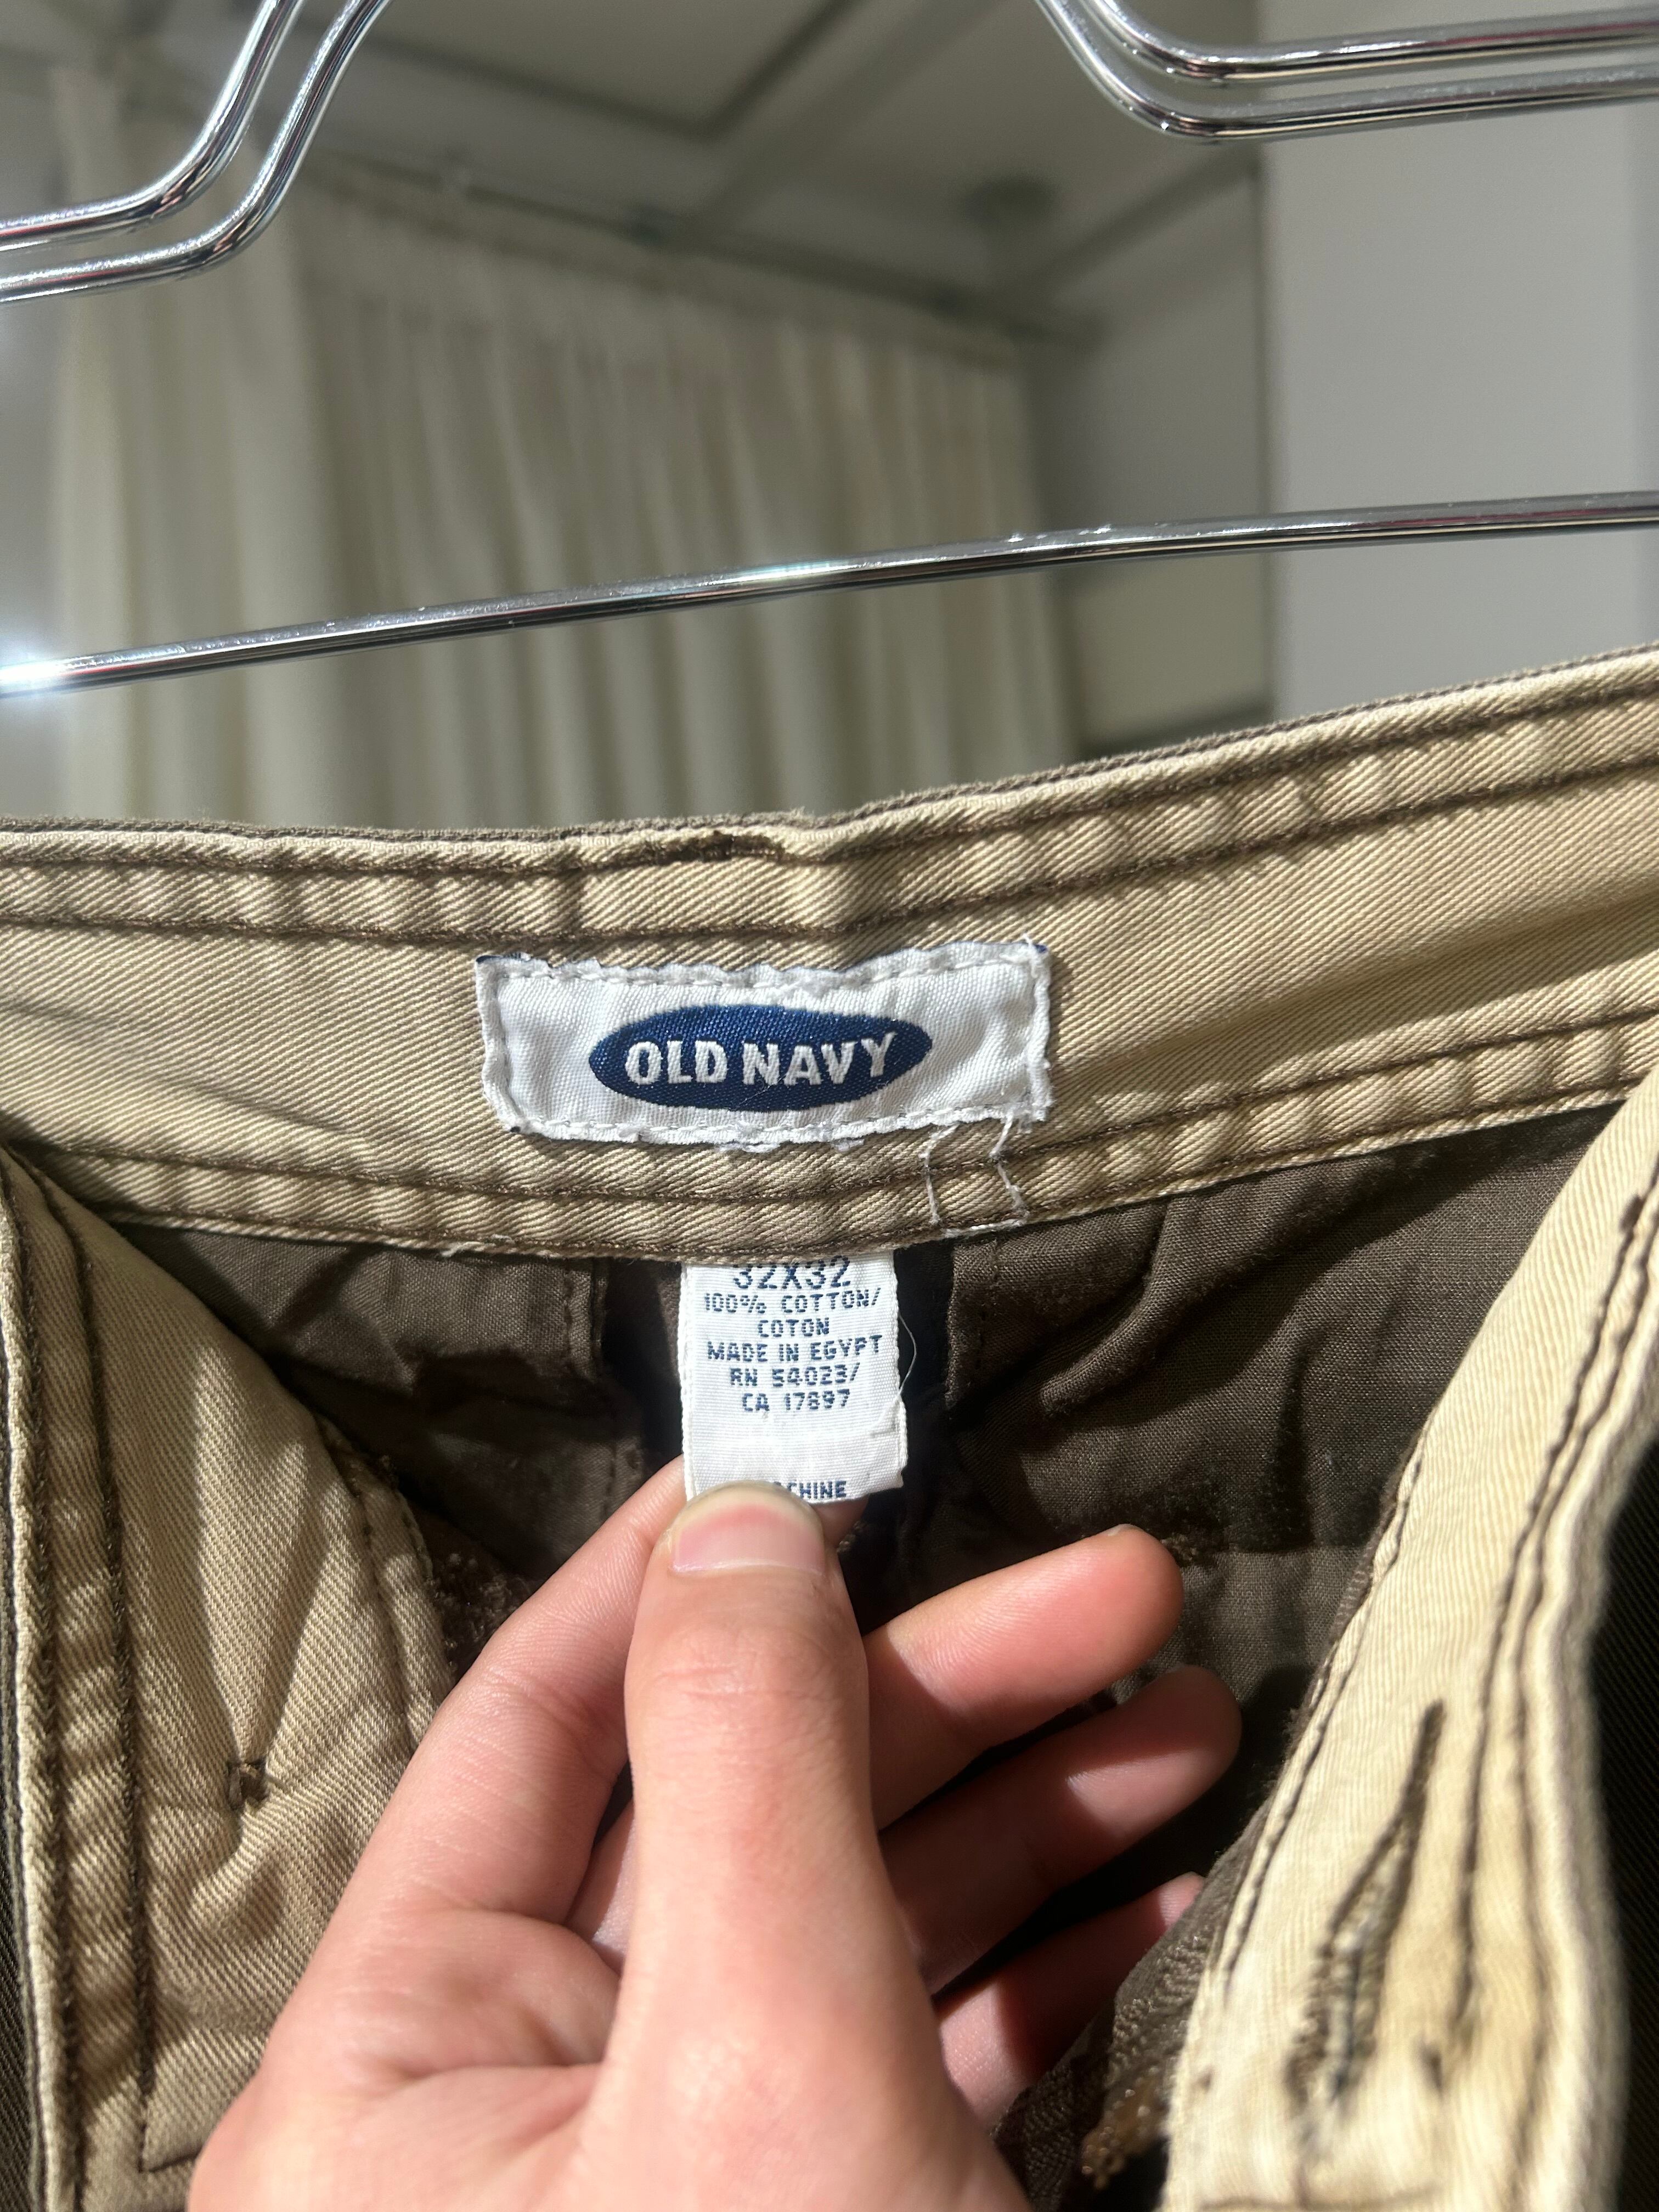 OLD NAVY
32X32
100% COTTON/
COTON
MADE IN EGYPT
RN 54023/
CA 17897